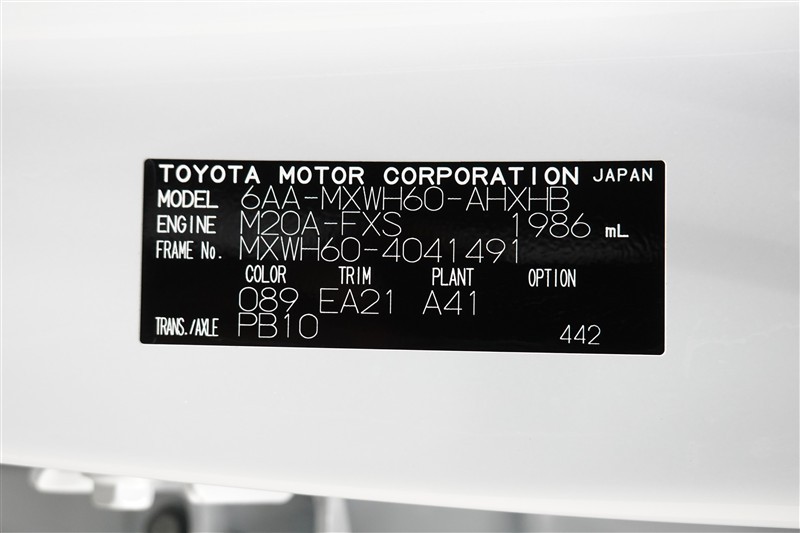 TOYOTA MOTOR CORPORATION JAPAN
MODEL 6AA-MXWH60-AHXHB
ENGINE M20A-FXS 1986 mL
FRAME No. MXWH60-4041491
COLOR TRIM PLANT OPTION
089 EA21 A41
TRANS./AXLE PB10 442